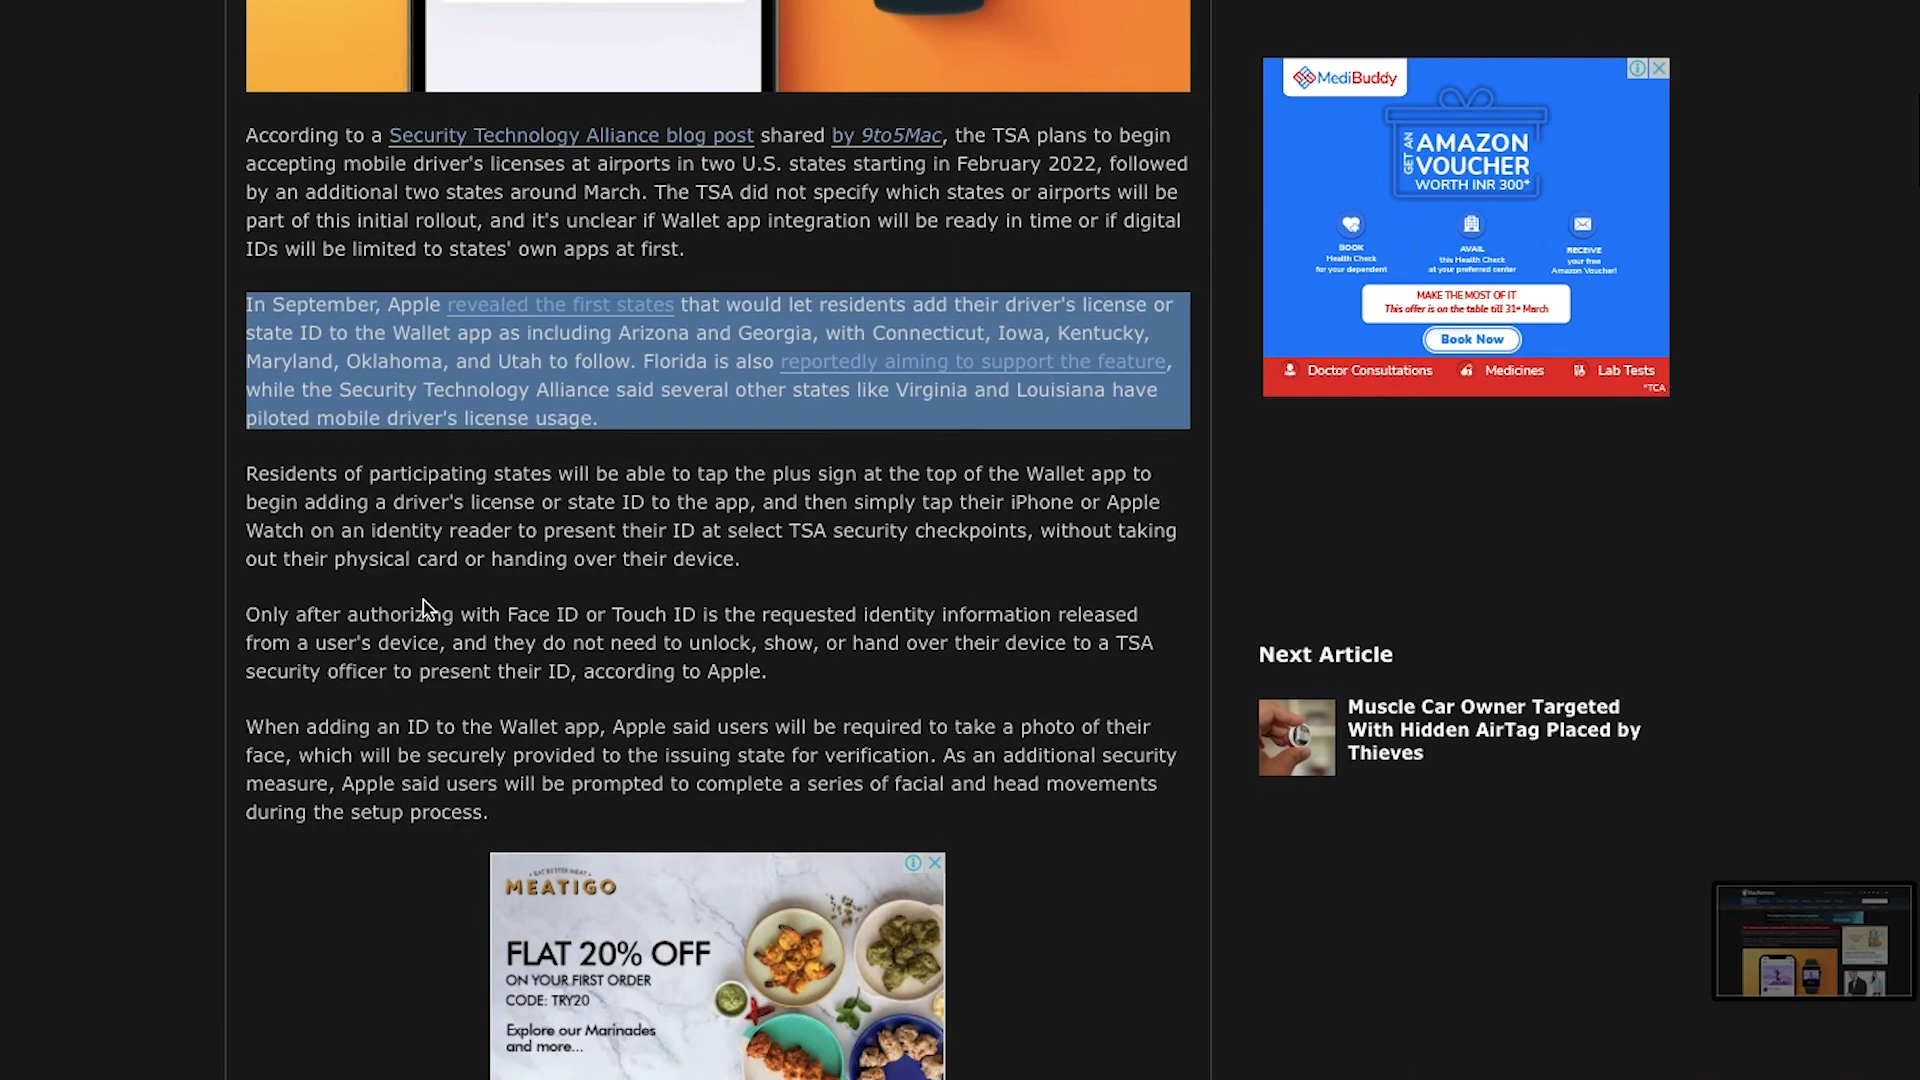 According to a Security Technology Alliance blog post shared by 9to5Mac, the TSA plans to begin
accepting mobile driver's licenses at airports in two U.S. states starting in February 2022, followed
by an additional two states around March. The TSA did not specify which states or airports will be
part of this initial rollout, and it's unclear if Wallet app integration will be ready in time or if digital
IDs will be limited to states' own apps at first.
In September, Apple revealed the first states that would let residents add their driver's license or
state ID to the Wallet app as including Arizona and Georgia, with Connecticut, Iowa, Kentucky,
Maryland, Oklahoma, and Utah to follow. Florida is also reportedly aiming to support the feature,
while the Security Technology Alliance said several other states like Virginia and Louisiana have
piloted mobile driver's license usage.
Residents of participating states will be able to tap the plus sign at the top of the Wallet app to
begin adding a driver's license or state ID to the app, and then simply tap their iPhone or Apple
Watch on an identity reader to present their ID at select TSA security checkpoints, without taking
out their physical card or handing over their device.
Only after authorizing with Face ID or Touch ID is the requested identity information released
from a user's device, and they do not need to unlock, show, or hand over their device to a TSA
security officer to present their ID, according to Apple.
When adding an ID to the Wallet app, Apple said users will be required to take a photo of their
face, which will be securely provided to the issuing state for verification. As an additional security
measure, Apple said users will be prompted to complete a series of facial and head movements
during the setup process.
EAT BETTER MEAT
MEATIGO
FLAT 20% OFF
ON YOUR FIRST ORDER
CODE: TRY20
Explore our Marinades
and more...
MediBuddy
GET AN
AMAZON
VOUCHER
WORTH INR 300*
BOOK
Health Check
for your dependent
AVAIL
this Health Check
at your preferred center
RECEIVE
your free
Amazon Voucher!
MAKE THE MOST OF IT
This offer is on the table till 31st March
Book Now
Doctor Consultations
Medicines
Lab Tests
*TCA
Next Article
Muscle Car Owner Targeted
With Hidden AirTag Placed by
Thieves